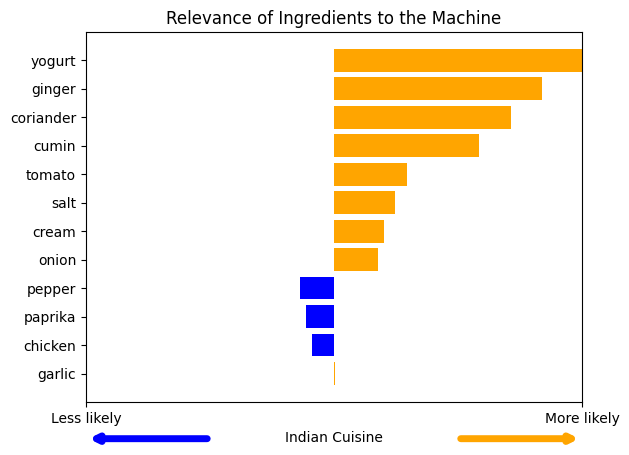 Relevance of Ingredients to the Machine
yogurt
ginger
coriander
cumin
tomato
salt
cream
onion
pepper
paprika
chicken
garlic
Less likely
More likely
Indian Cuisine